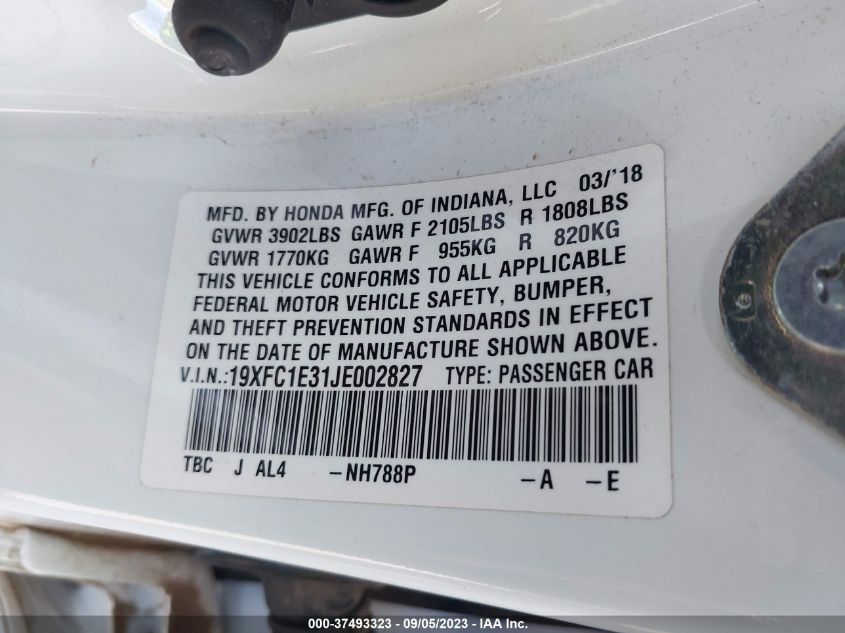 MFD. BY HONDA MFG. OF INDIANA, LLC 03/'18
GVWR 3902LBS GAWR F 2105LBS R 1808LBS
GVWR 1770KG GAWR F 955KG R 820KG
THIS VEHICLE CONFORMS TO ALL APPLICABLE
FEDERAL MOTOR VEHICLE SAFETY, BUMPER,
AND THEFT PREVENTION STANDARDS IN EFFECT
ON THE DATE OF MANUFACTURE SHOWN ABOVE.
V.I.N.:19XFC1E31JE002827 TYPE: PASSENGER CAR
TBC J AL4 -NH788P -A -E
000-37493323 - 09/05/2023 - IAA Inc.